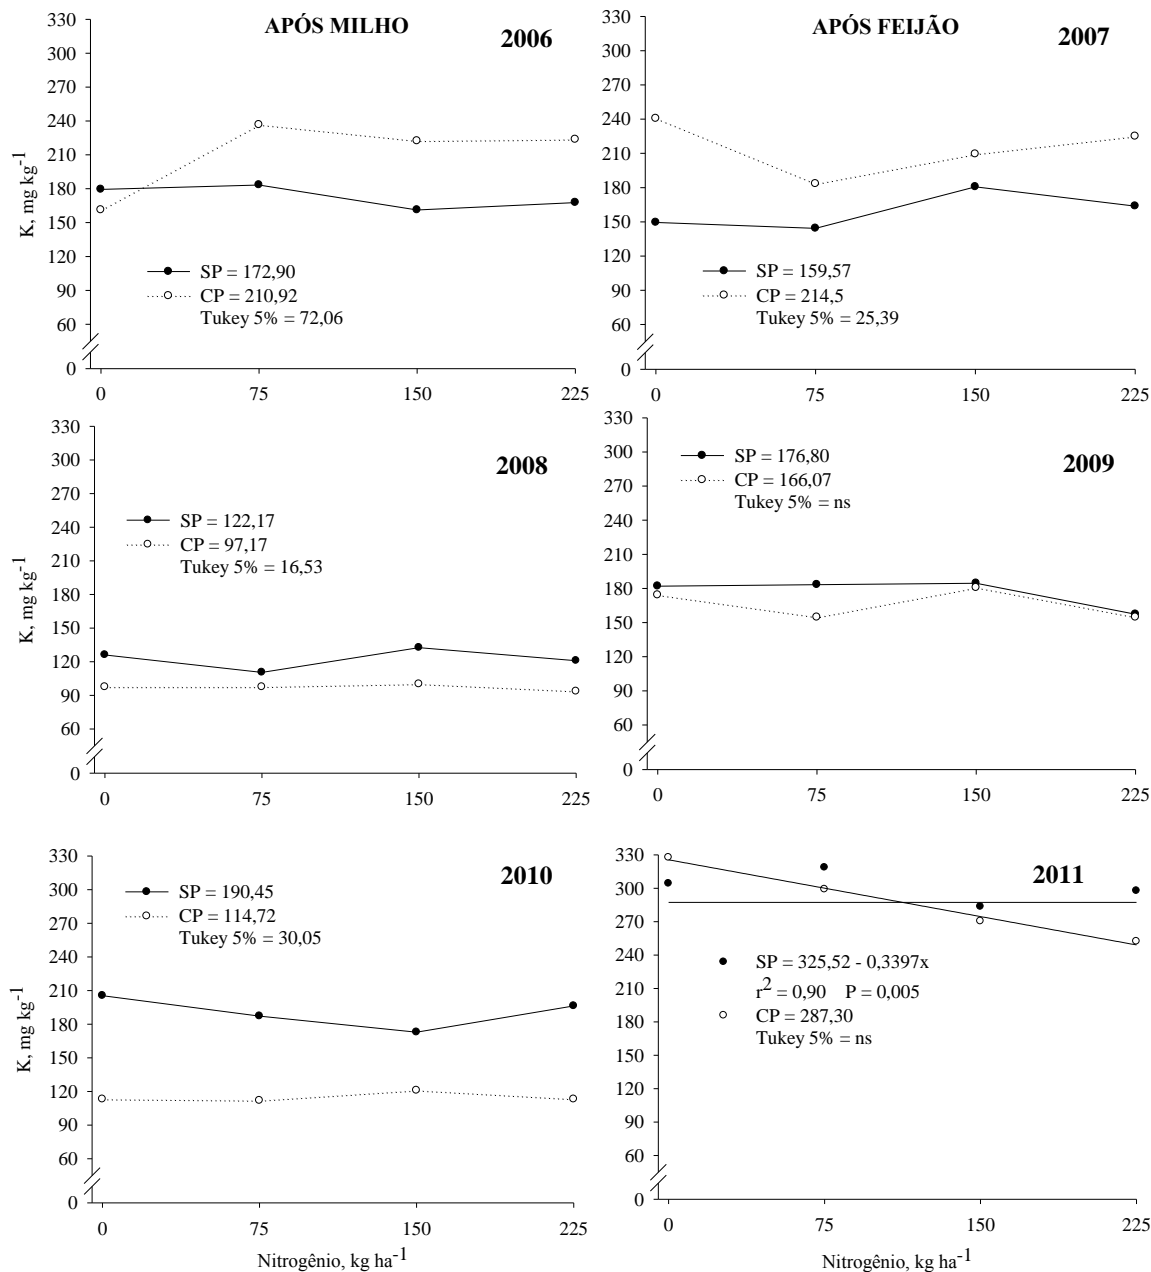 APÓS MILHO
2006
330
300
270
240
210
180
150
120
90
60
0
K, mg kg-1
SP = 172,90
CP = 210,92
Tukey 5% = 72,06
0 75 150 225
APÓS FEIJÃO
2007
330
300
270
240
210
180
150
120
90
60
0
SP = 159,57
CP = 214,5
Tukey 5% = 25,39
0 75 150 225
2008
330
300
270
240
210
180
150
120
90
60
0
K, mg kg-1
SP = 122,17
CP = 97,17
Tukey 5% = 16,53
0 75 150 225
2009
330
300
270
240
210
180
150
120
90
60
0
SP = 176,80
CP = 166,07
Tukey 5% = ns
0 75 150 225
2010
330
300
270
240
210
180
150
120
90
60
0
K, mg kg-1
SP = 190,45
CP = 114,72
Tukey 5% = 30,05
0 75 150 225
Nitrogênio, kg ha-1
2011
330
300
270
240
210
180
150
120
90
60
0
SP = 325,52 - 0,3397x
r2 = 0,90 P = 0,005
CP = 287,30
Tukey 5% = ns
0 75 150 225
Nitrogênio, kg ha-1